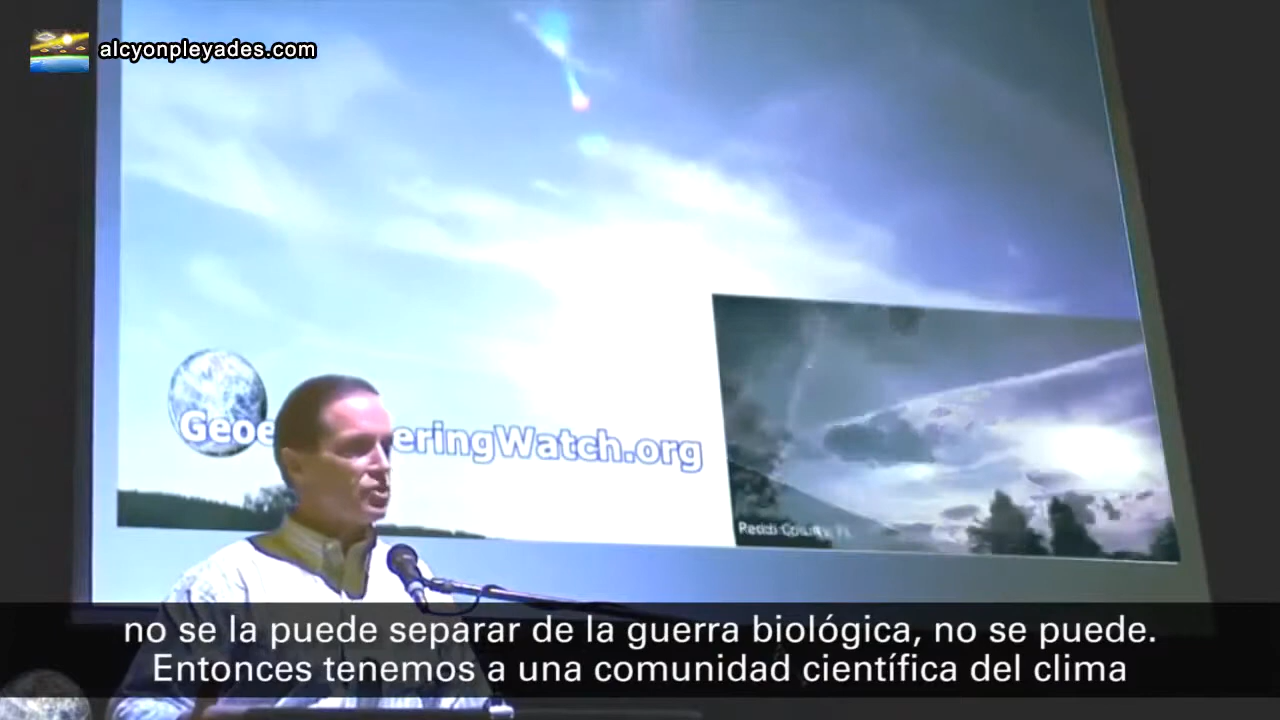 alcyonpleyades.com
Geoe eringWatch.org
no se la puede separar de la guerra biológica, no se puede.
Entonces tenemos a una comunidad científica del clima